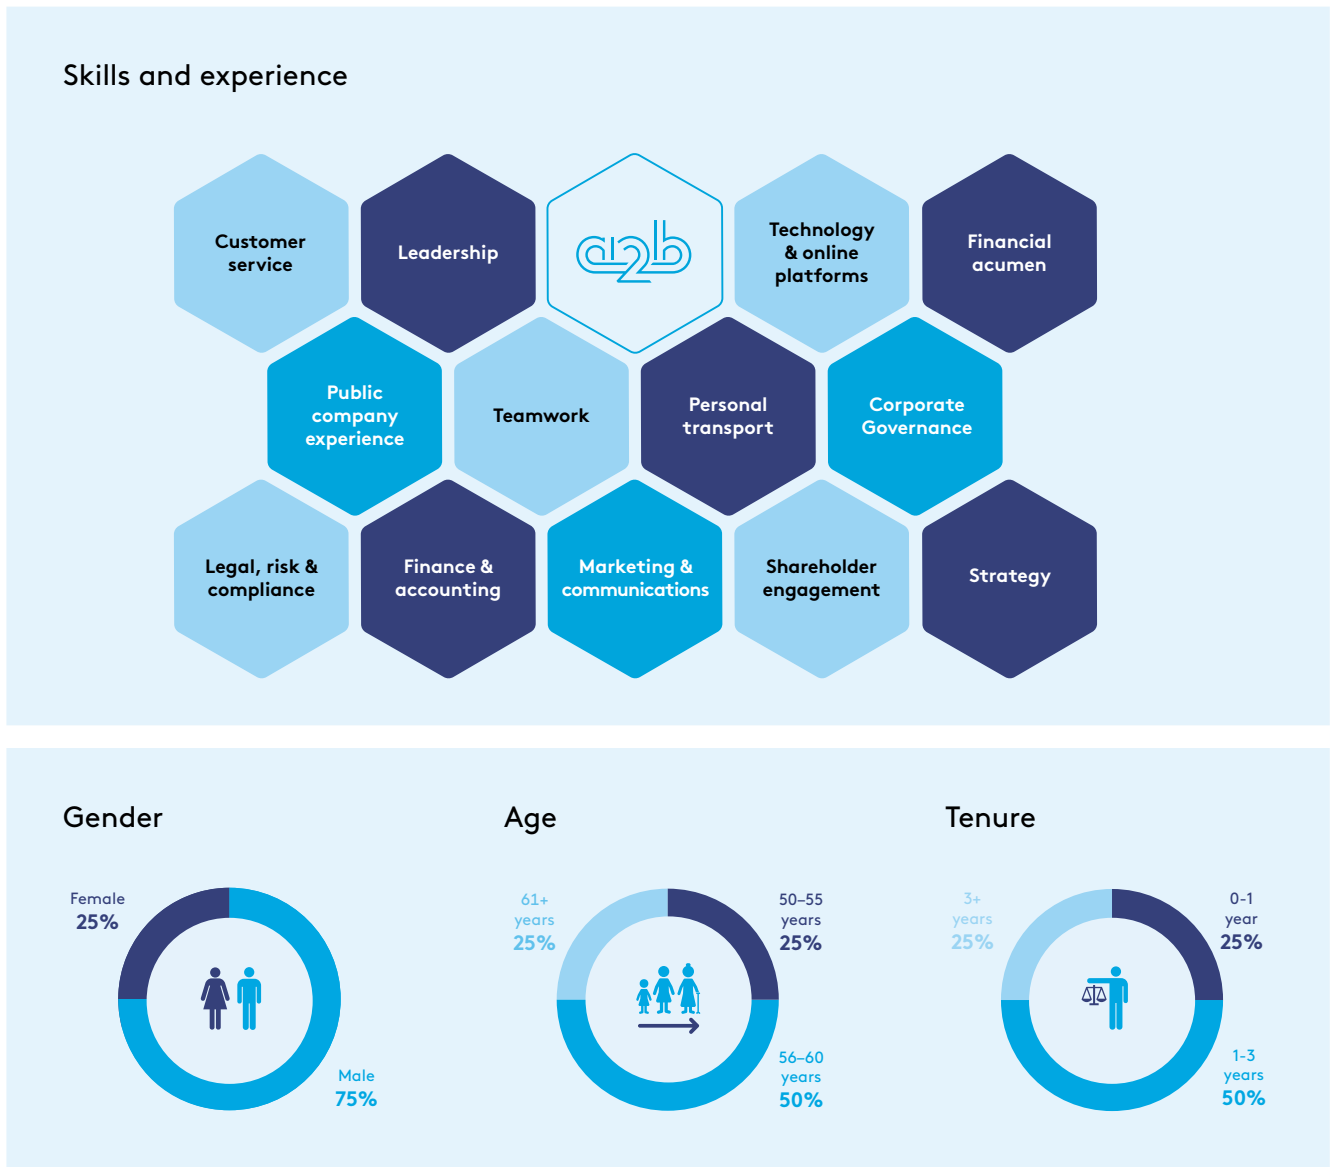 Skills and experience
Customer
service
Leadership
a2b
Technology
& online
platforms
Financial
acumen
Public
company
experience
Teamwork
Personal
transport
Corporate
Governance
Legal, risk &
compliance
Finance &
accounting
Marketing &
communications
Shareholder
engagement
Strategy
Gender
Female
25%
Male
75%
Age
61+
years
25%
50–55
years
25%
56–60
years
50%
Tenure
3+
years
25%
0-1
year
25%
1-3
years
50%